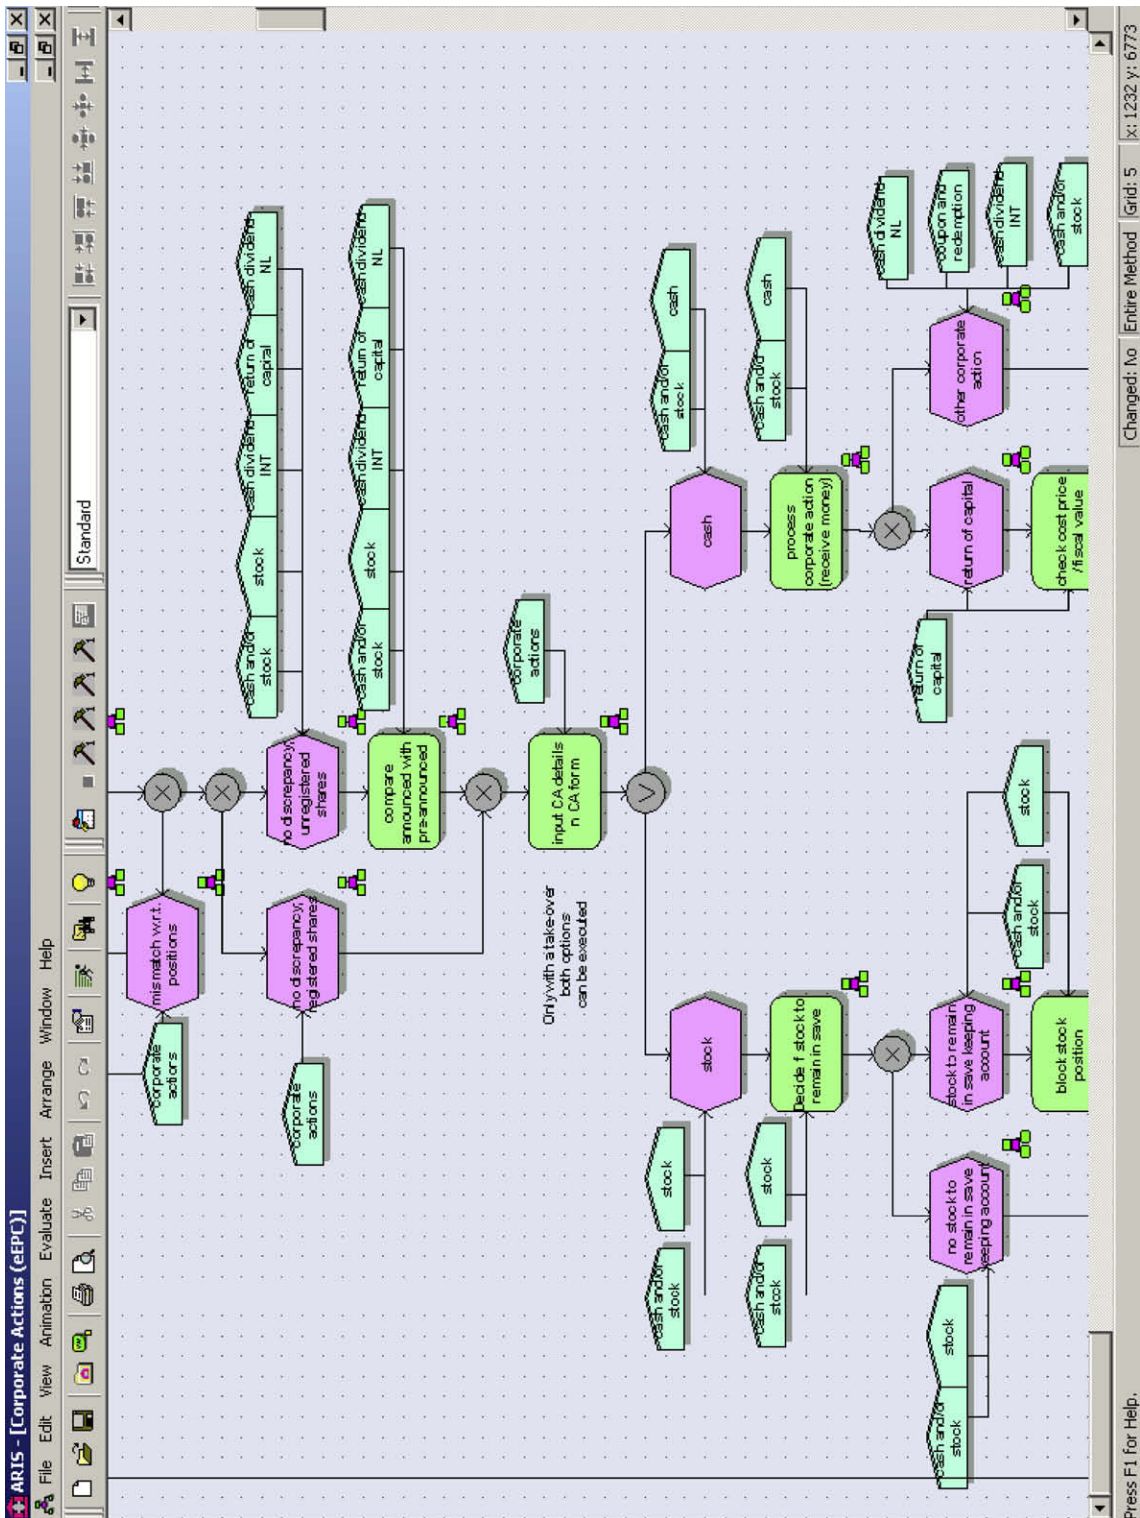 ARIS - [Corporate Actions (eEPC)]
File Edit View Animation Evaluate Insert Arrange Window Help
Standard
corporate
actions
mismatch w.r.t.
positions
corporate
actions
no discrepancy,
registered shares
no discrepancy,
unregistered
shares
cash and/or
stock
stock
cash dividend
INT
return of
capital
cash dividend
NL
compare
announced with
pre-announced
cash and/or
stock
stock
cash dividend
INT
return of
capital
cash dividend
NL
Only with a take-over
both options
can be executed
input CA details
n CA form
corporate
actions
cash and/or
stock
stock
stock
cash
cash and/or
stock
cash
cash and/or
stock
stock
Decide f stock to
remain in save
process
corporate action
(receive money)
cash and/or
stock
cash
cash and/or
stock
stock
no stock to
remain in save
keeping account
stock to remain
in save keeping
account
cash and/or
stock
stock
return of
capital
return of capital
other corporate
action
cash dividend
NL
coupon and
redemption
cash dividend
INT
cash and/or
stock
block stock
position
check cost price
/fiscal value
Press F1 for Help.
Changed: No Entire Method Grid: 5 x: 1232 y: 6773